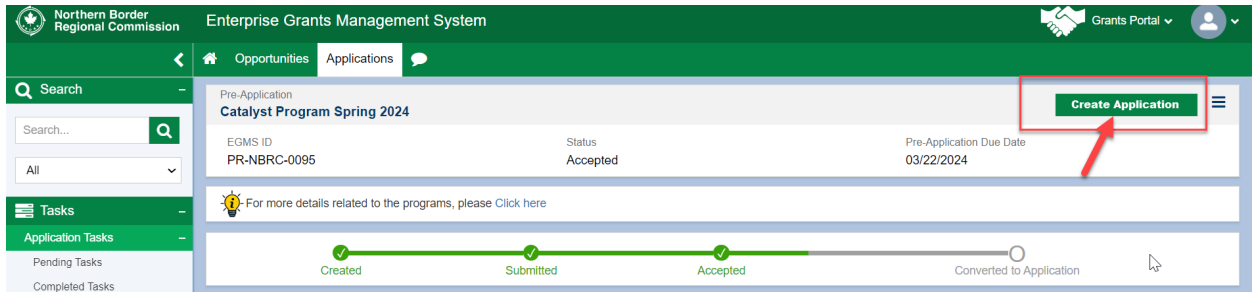 Northern Border
Regional Commission
Enterprise Grants Management System
Grants Portal
Opportunities
Applications
Search
Search...
All
Tasks
Application Tasks
Pending Tasks
Completed Tasks
Pre-Application
Catalyst Program Spring 2024
Create Application
EGMS ID
PR-NBRC-0095
Status
Accepted
Pre-Application Due Date
03/22/2024
For more details related to the programs, please Click here
Created
Submitted
Accepted
Converted to Application